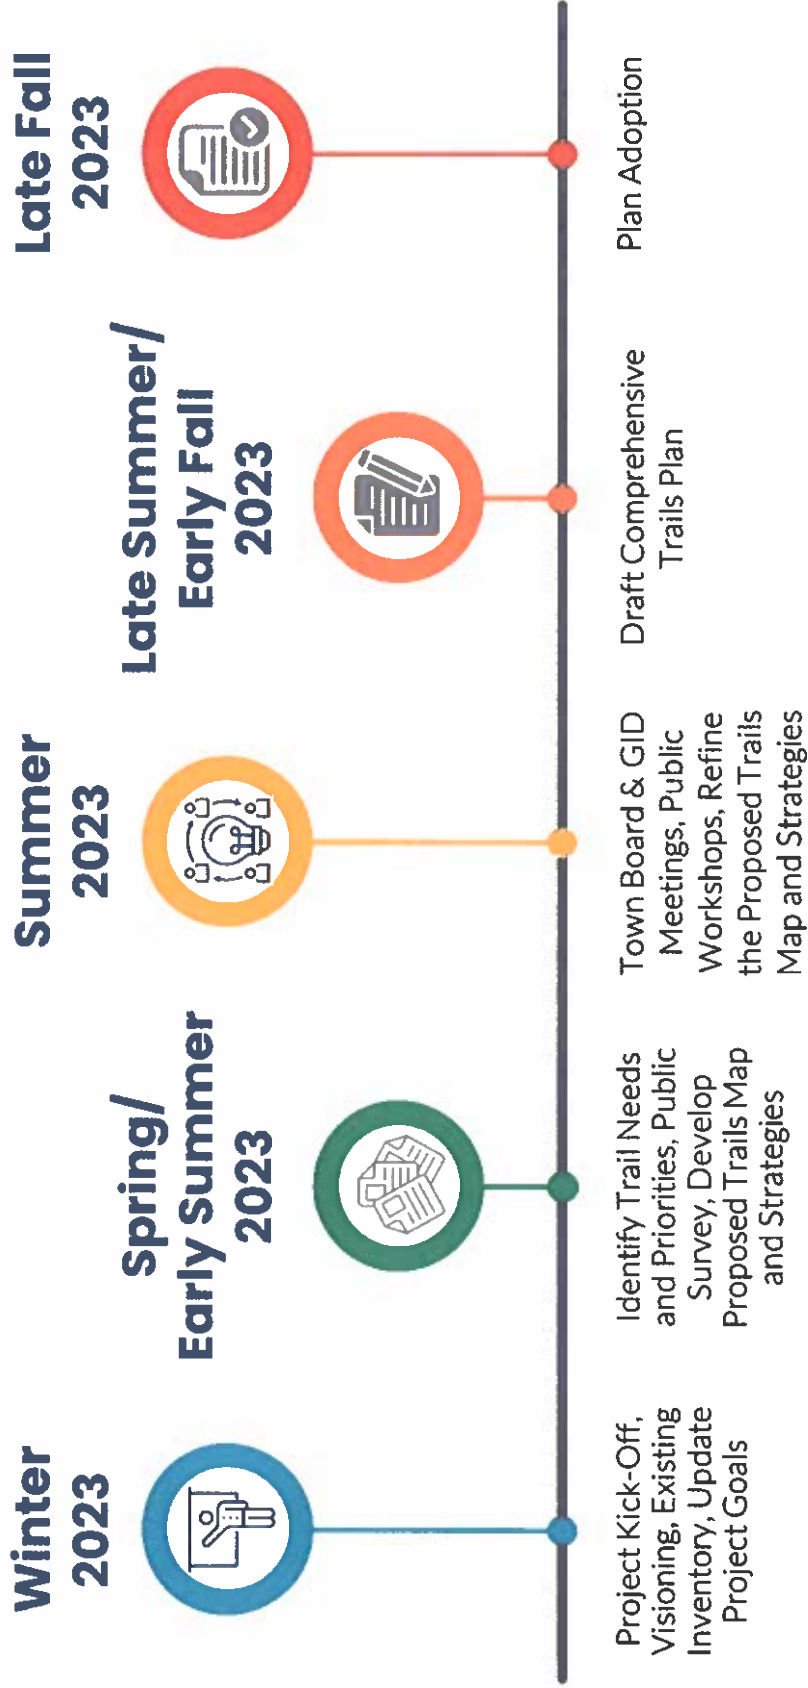 Winter
2023
Project Kick-Off,
Visioning, Existing
Inventory, Update
Project Goals
Spring/
Early Summer
2023
Identify Trail Needs
and Priorities, Public
Survey, Develop
Proposed Trails Map
and Strategies
Summer
2023
Town Board & GID
Meetings, Public
Workshops, Refine
the Proposed Trails
Map and Strategies
Late Summer/
Early Fall
2023
Draft Comprehensive
Trails Plan
Late Fall
2023
Plan Adoption